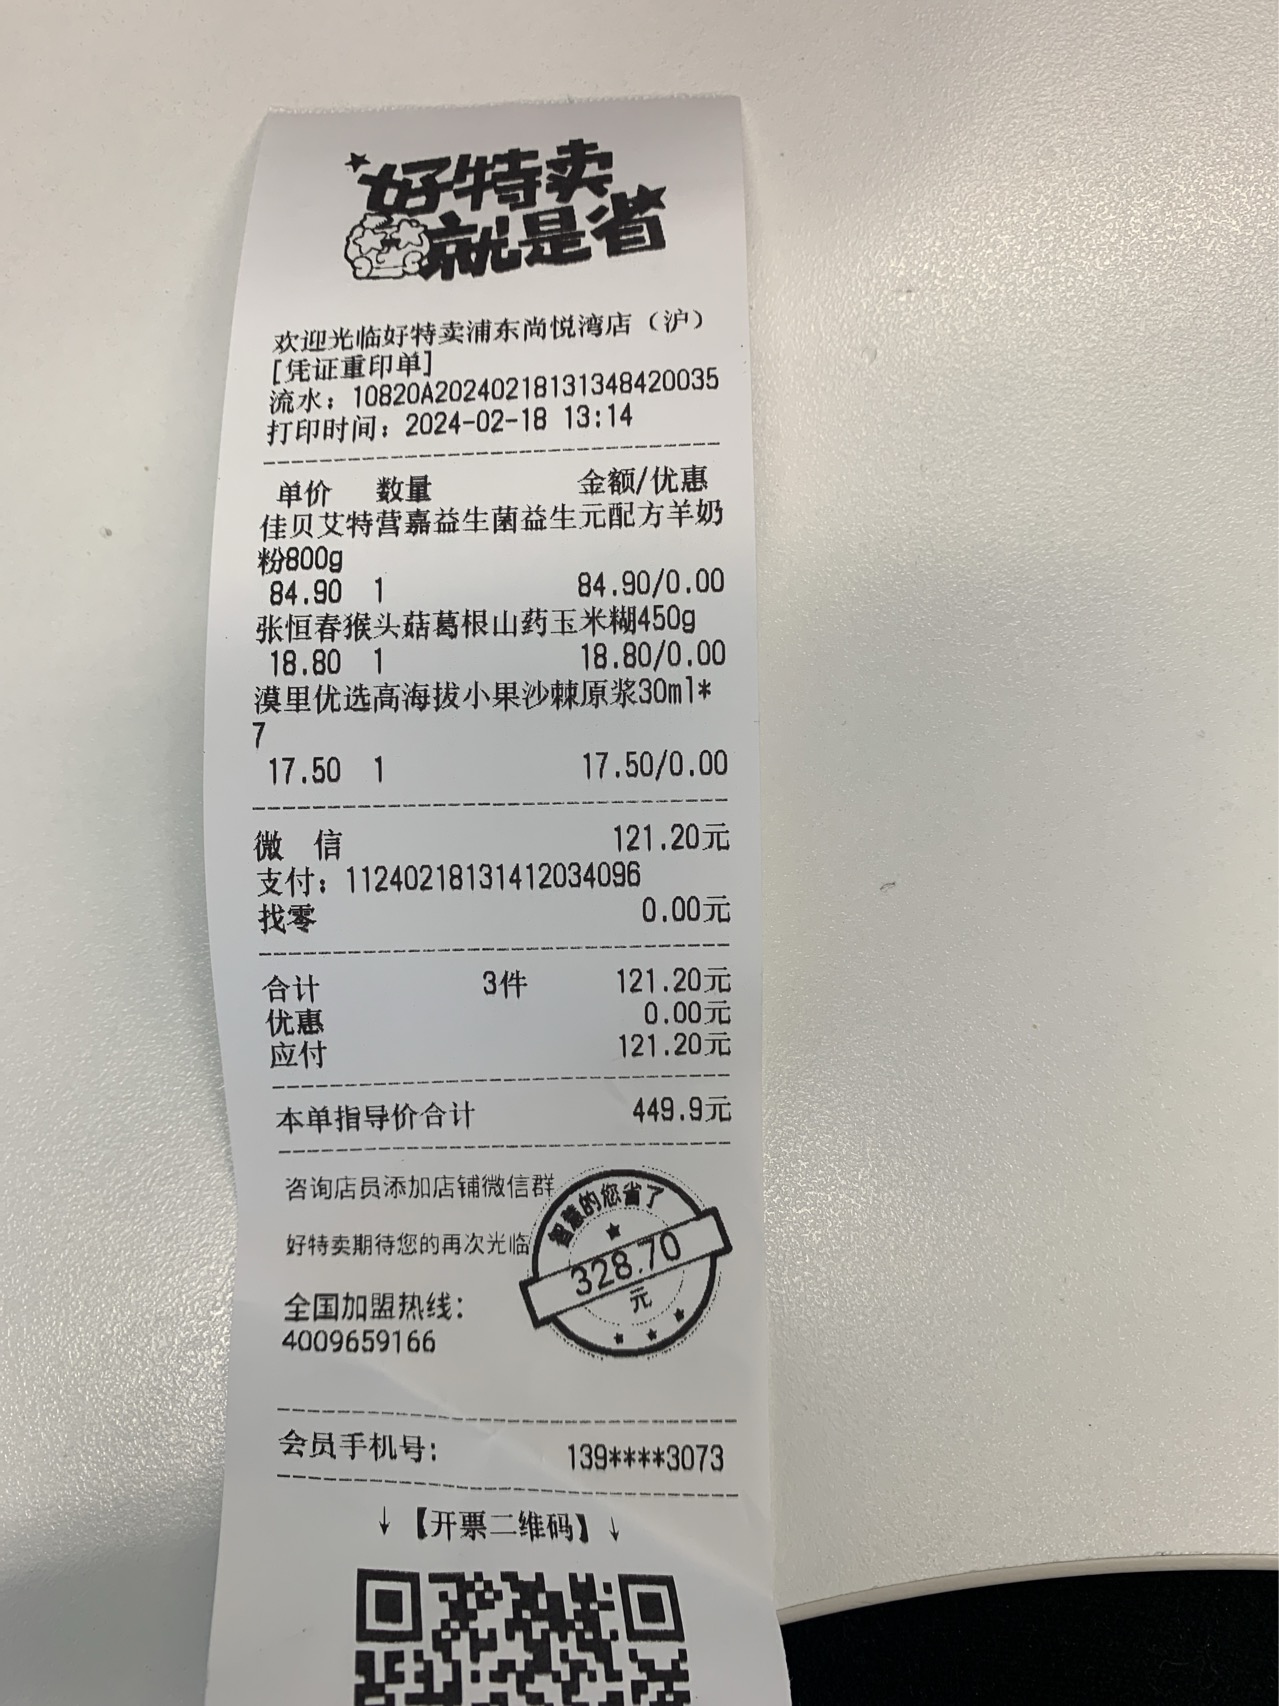 好特卖
就是省
欢迎光临好特卖浦东尚悦湾店（沪）
[凭证重印单]
流水：10820A20240218131348420035
打印时间：2024-02-18 13:14
单价 数量 金额/优惠
佳贝艾特营嘉益生菌益生元配方羊奶
粉800g
84.90 1 84.90/0.00
张恒春猴头菇葛根山药玉米糊450g
18.80 1 18.80/0.00
漠里优选高海拔小果沙棘原浆30ml*
7
17.50 1 17.50/0.00
微 信 121.20元
支付：11240218131412034096
找零 0.00元
合计 3件 121.20元
优惠 0.00元
应付 121.20元
本单指导价合计 449.9元
咨询店员添加店铺微信群
好特卖期待您的再次光临
智慧的您省了
328.70
元
全国加盟热线：
4009659166
会员手机号： 139****3073
↓【开票二维码】↓